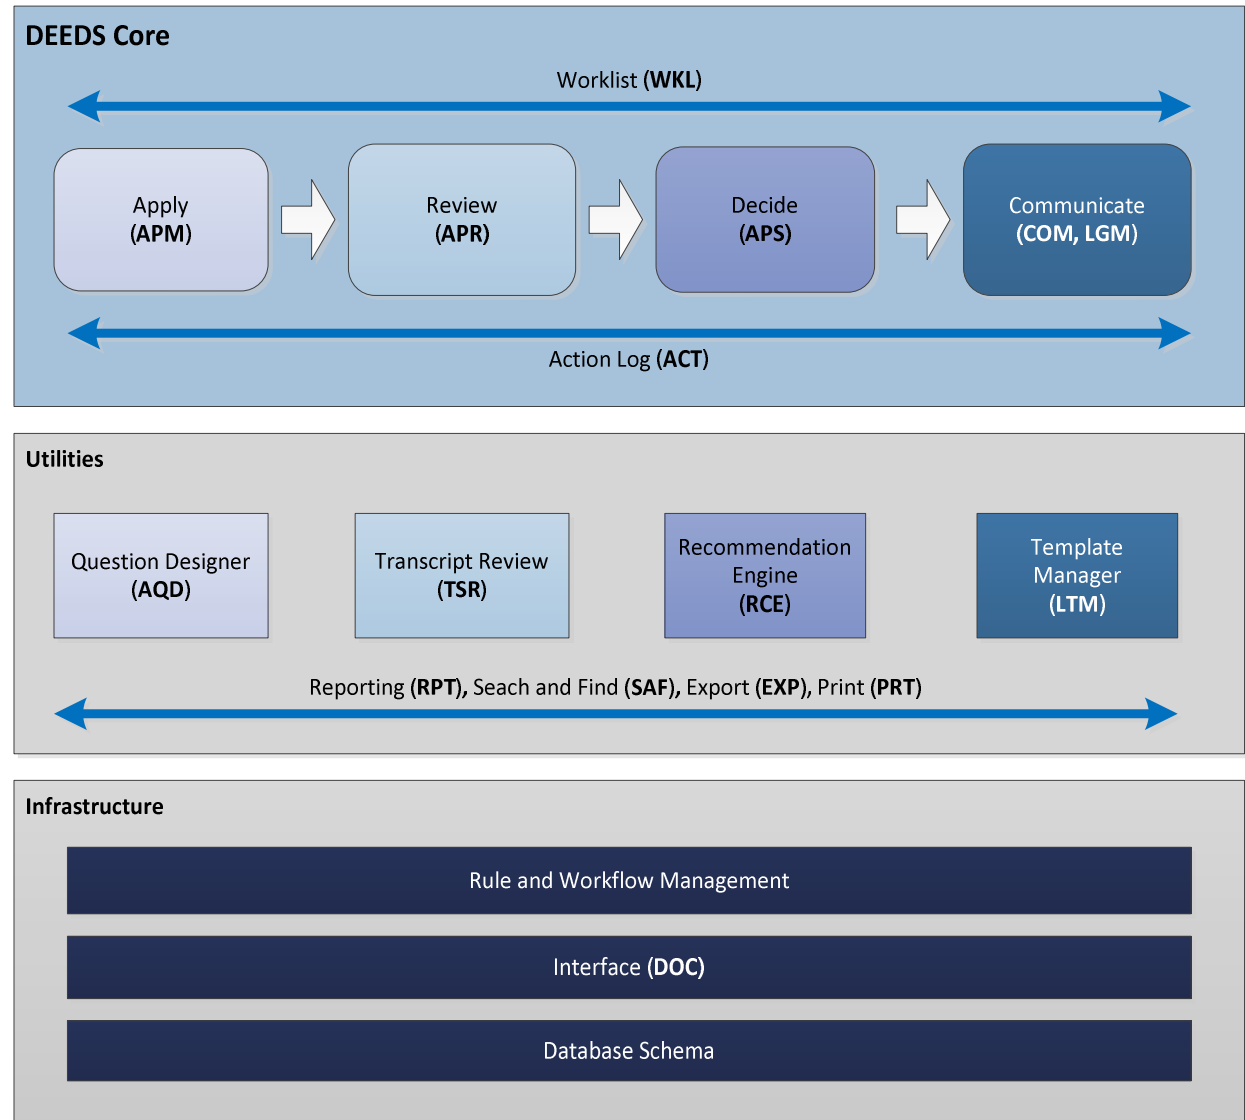 DEEDS Core
Worklist (WKL)
Apply
(APM)
Review
(APR)
Decide
(APS)
Communicate
(COM, LGM)
Action Log (ACT)
Utilities
Question Designer
(AQD)
Transcript Review
(TSR)
Recommendation
Engine
(RCE)
Template
Manager
(LTM)
Reporting (RPT), Seach and Find (SAF), Export (EXP), Print (PRT)
Infrastructure
Rule and Workflow Management
Interface (DOC)
Database Schema